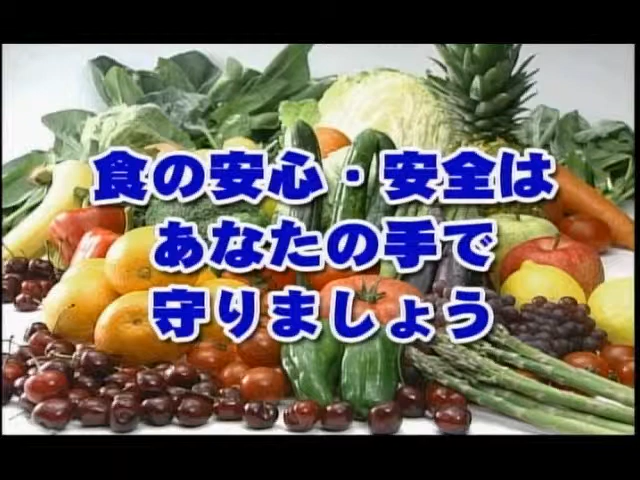 食の安心・安全は
あなたの手で
守りましょう